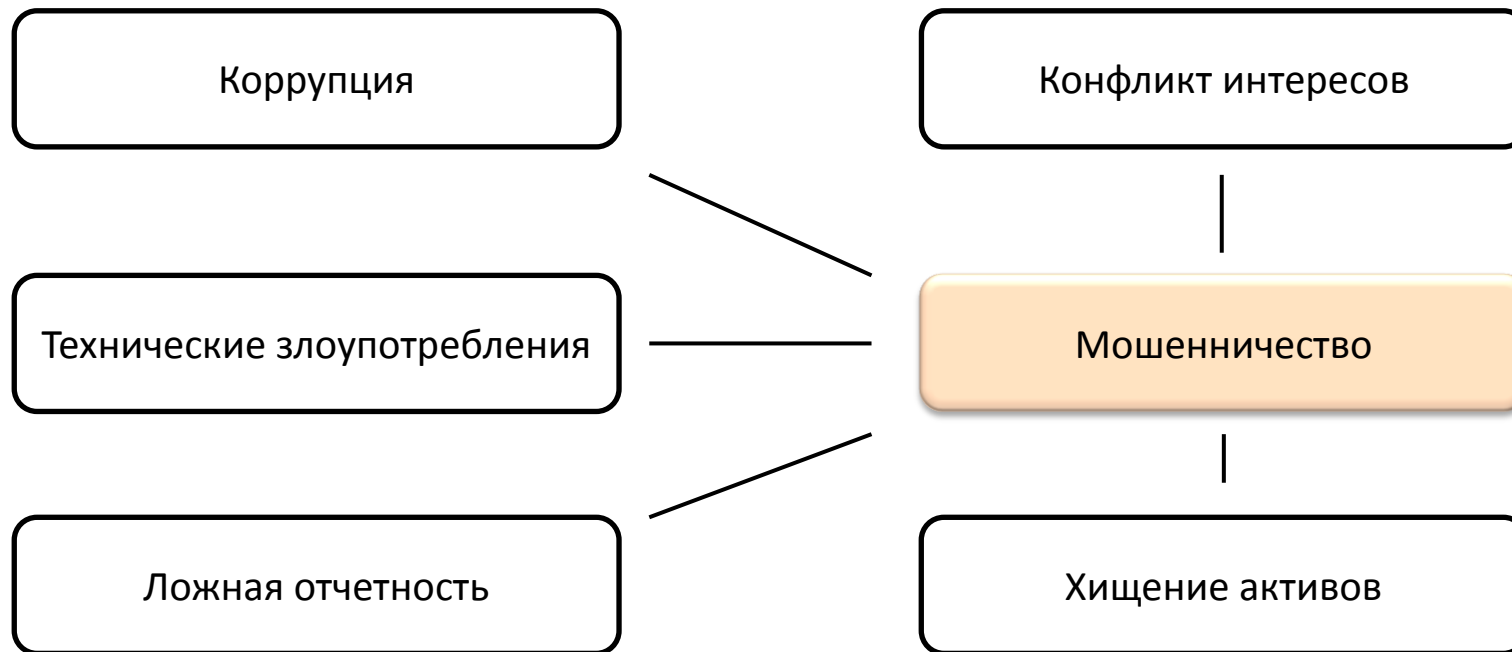 Коррупция
Конфликт интересов
Технические злоупотребления
Мошенничество
Ложная отчетность
Хищение активов